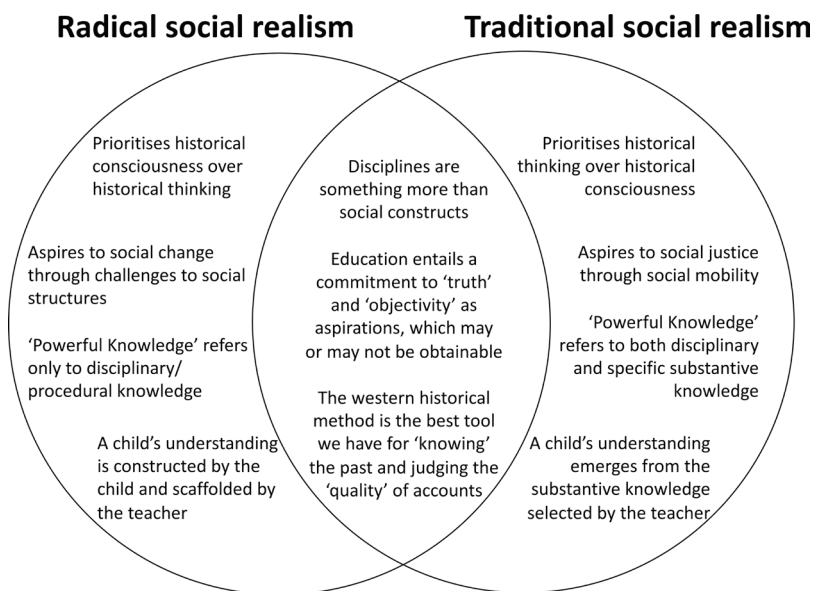 Radical social realism
Traditional social realism
Prioritises historical
consciousness over
historical thinking
Aspires to social change
through challenges to social
structures
‘Powerful Knowledge’ refers
only to disciplinary/
procedural knowledge
A child’s understanding
is constructed by the
child and scaffolded by
the teacher
Disciplines are
something more than
social constructs
Education entails a
commitment to ‘truth’
and ‘objectivity’ as
aspirations, which may
or may not be obtainable
The western historical
method is the best tool
we have for ‘knowing’
the past and judging the
‘quality’ of accounts
Prioritises historical
thinking over historical
consciousness
Aspires to social justice
through social mobility
‘Powerful Knowledge’
refers to both disciplinary
and specific substantive
knowledge
A child’s understanding
emerges from the
substantive knowledge
selected by the teacher